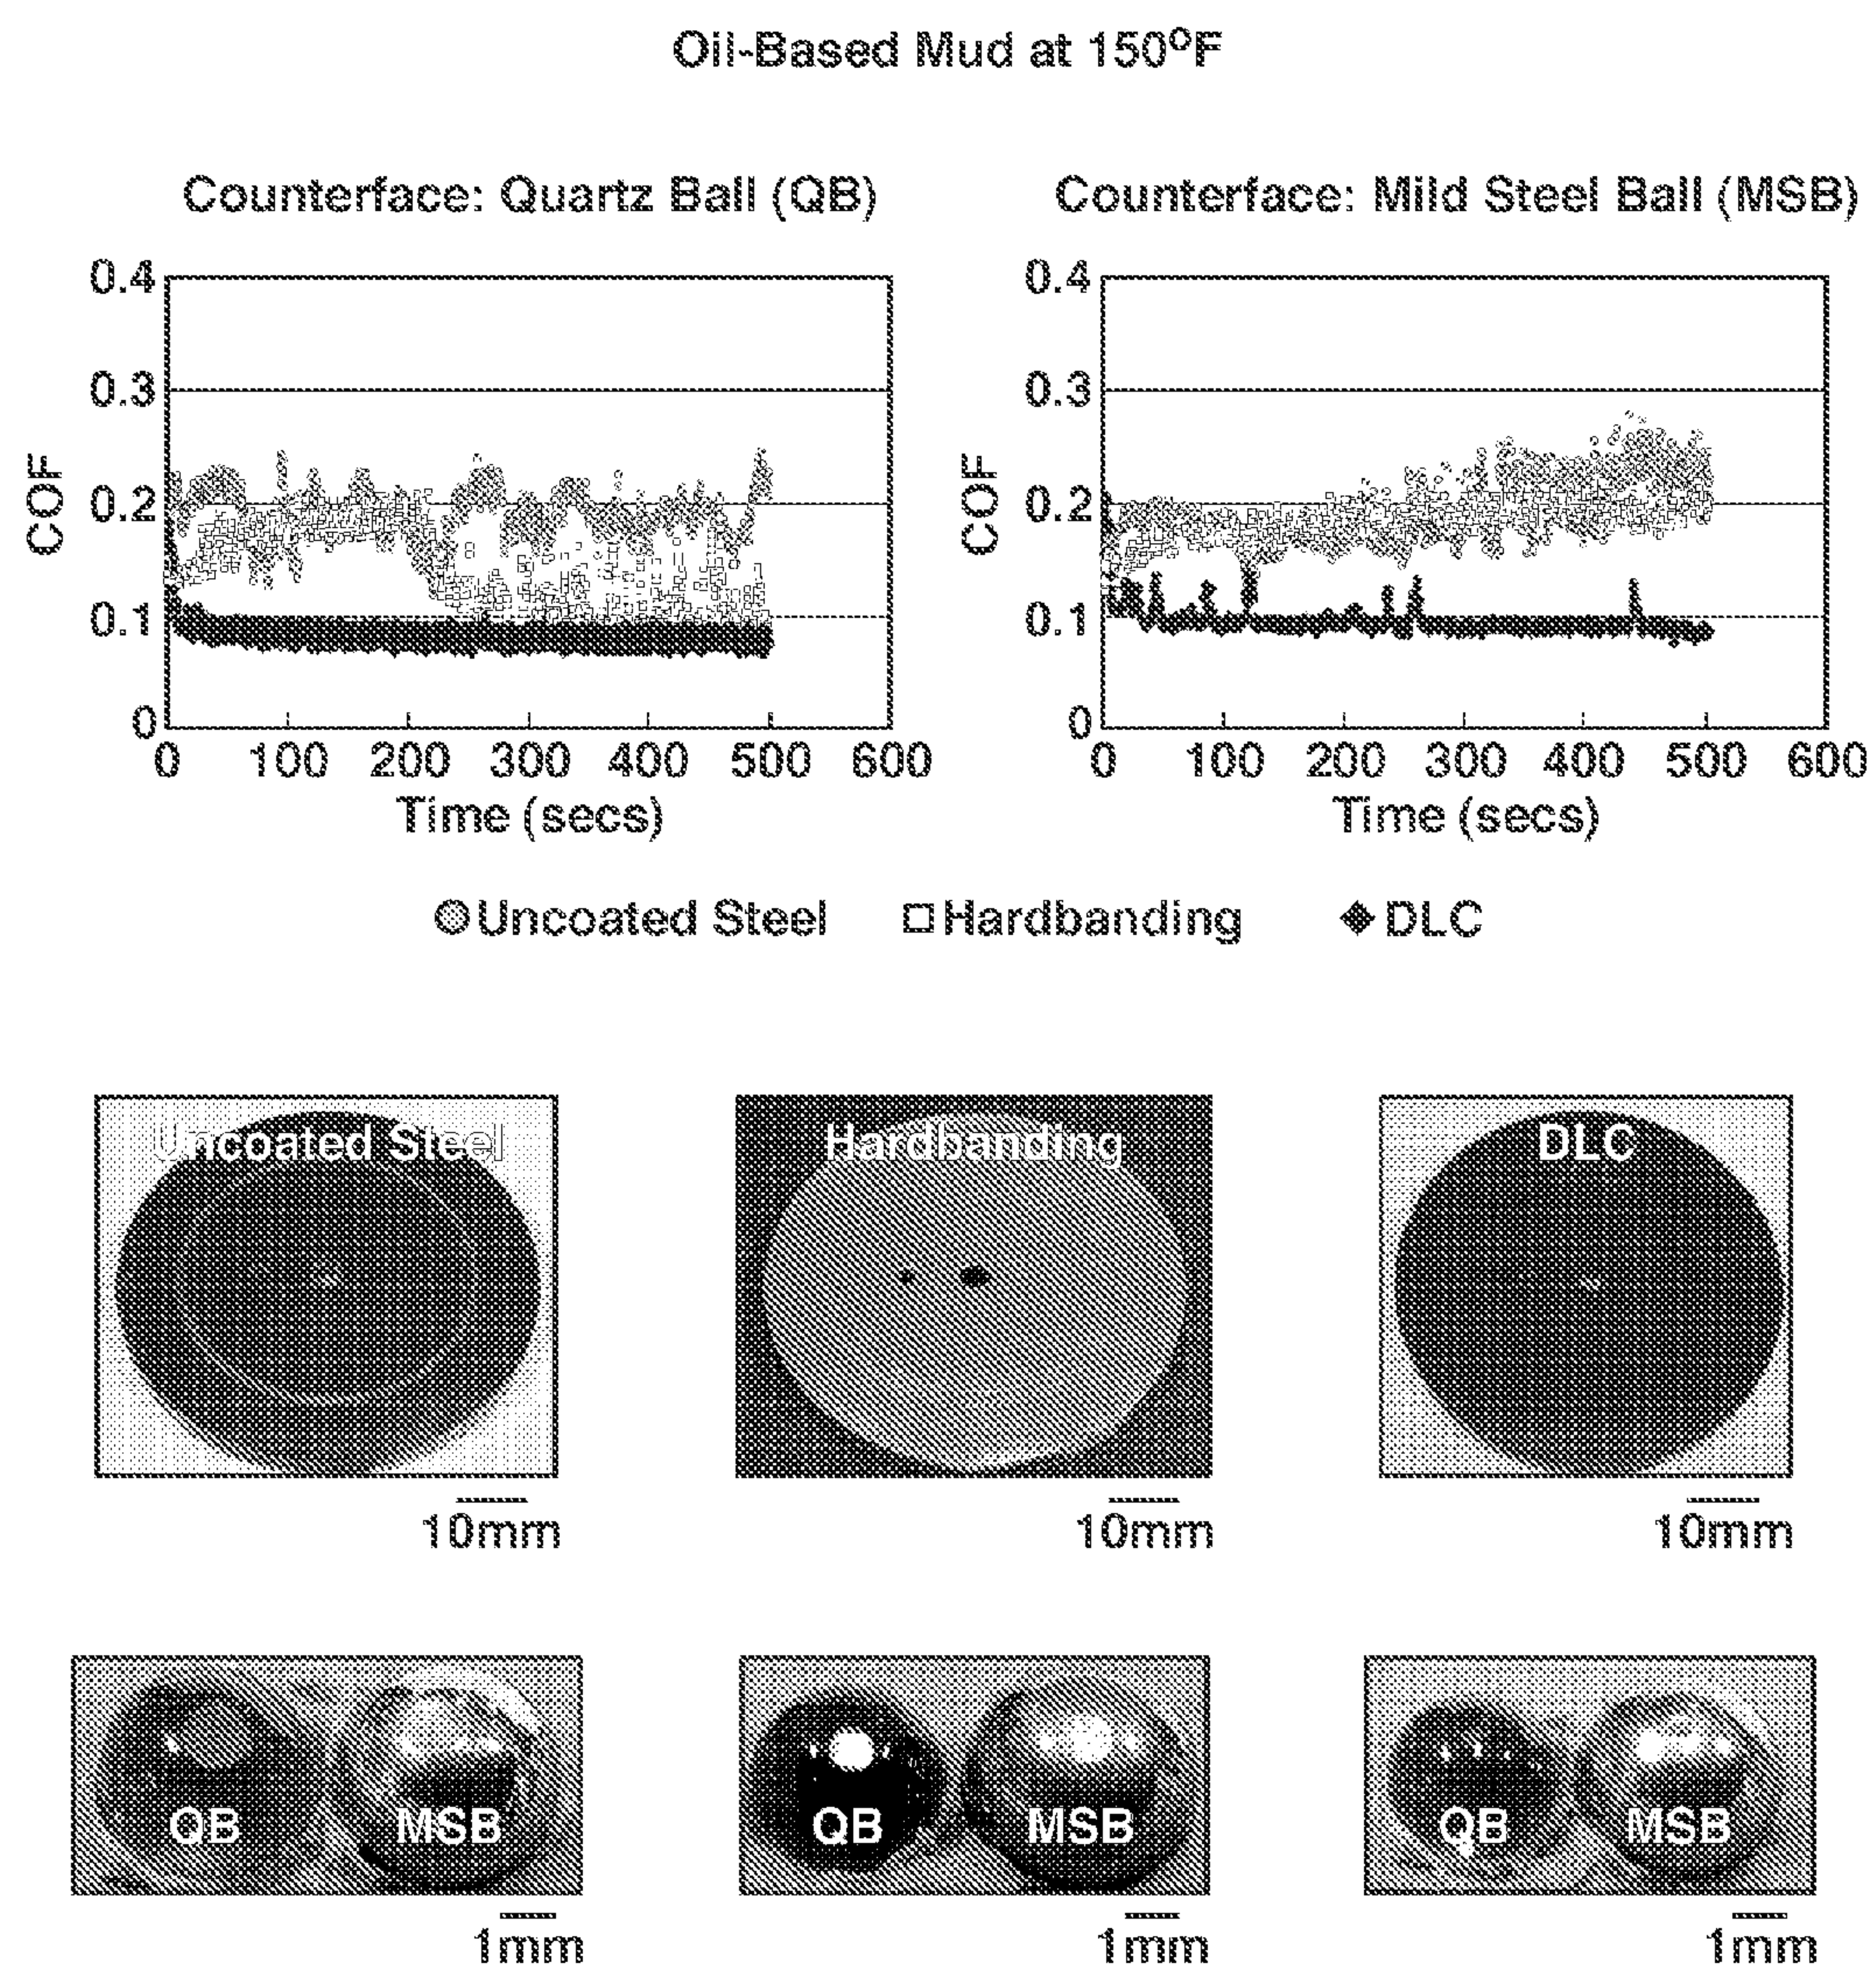 Oil-Based Mud at 150°F
Counterface: Quartz Ball (QB)
Counterface: Mild Steel Ball (MSB)
0.4
0.3
0.2
0.1
0
COF
0 100 200 300 400 500 600
Time (secs)
0.4
0.3
0.2
0.1
0
COF
0 100 200 300 400 500 600
Time (secs)
Uncoated Steel Hardbanding DLC
Uncoated Steel
Hardbanding
DLC
10mm
10mm
10mm
QB MSB
QB MSB
QB MSB
1mm
1mm
1mm